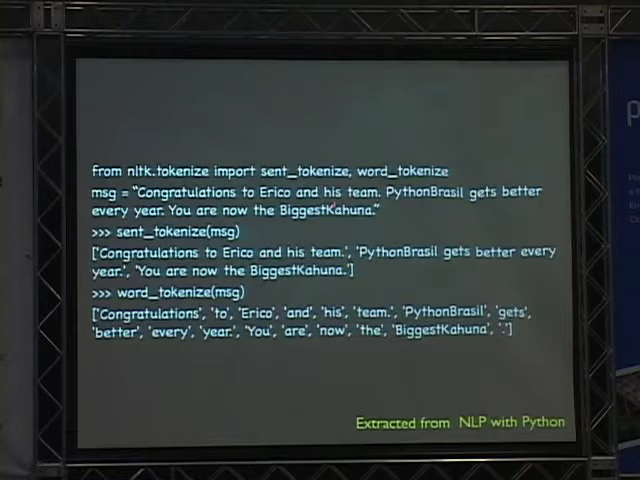 from nltk.tokenize import sent_tokenize, word_tokenize
msg = “Congratulations to Erico and his team. PythonBrasil gets better
every year. You are now the BiggestKahuna.”
>>> sent_tokenize(msg)
['Congratulations to Erico and his team.', 'PythonBrasil gets better every
year.', 'You are now the BiggestKahuna.']
>>> word_tokenize(msg)
['Congratulations', 'to', 'Erico', 'and', 'his', 'team.', 'PythonBrasil', 'gets',
'better', 'every', 'year.', 'You', 'are', 'now', 'the', 'BiggestKahuna', '.']
Extracted from NLP with Python